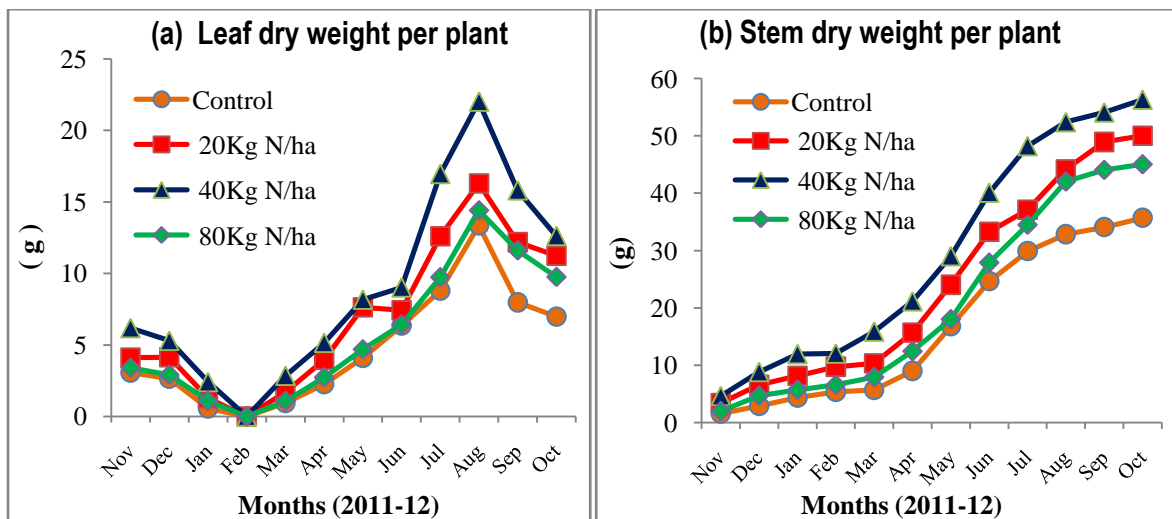 (a) Leaf dry weight per plant
25
20
15
10
5
0
( g )
Control
20Kg N/ha
40Kg N/ha
80Kg N/ha
Nov Dec Jan Feb Mar Apr May Jun Jul Aug Sep Oct
Months (2011-12)
(b) Stem dry weight per plant
60
50
40
30
20
10
0
(g)
Control
20Kg N/ha
40Kg N/ha
80Kg N/ha
Nov Dec Jan Feb Mar Apr May Jun Jul Aug Sep Oct
Months (2011-12)